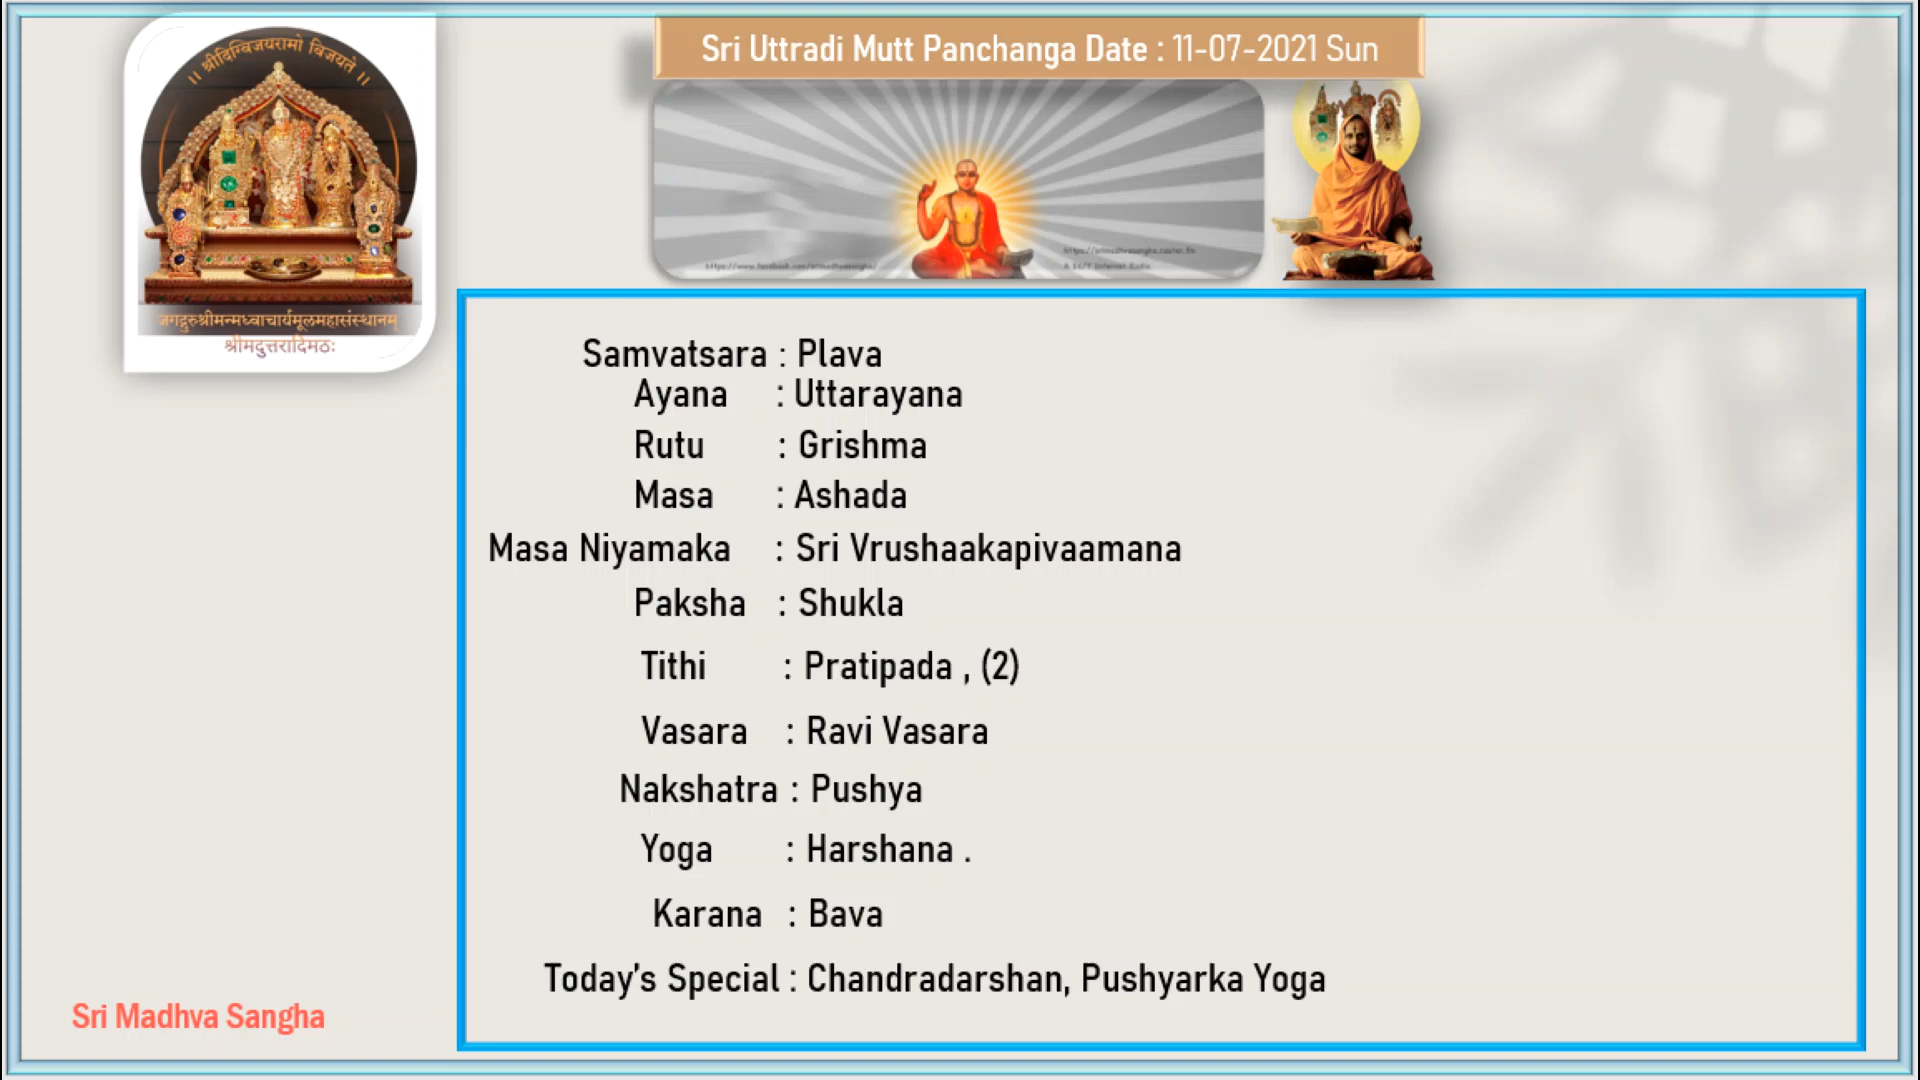 ।। श्रीदिग्विजयरामो विजयते ।।
जगद्गुरुश्रीमन्मध्वाचार्यमूलमहासंस्थानम्
श्रीमदुत्तरादिमठः
Sri Uttradi Mutt Panchanga Date : 11-07-2021 Sun
Samvatsara : Plava
Ayana : Uttarayana
Rutu : Grishma
Masa : Ashada
Masa Niyamaka : Sri Vrushaakapivaamana
Paksha : Shukla
Tithi : Pratipada , (2)
Vasara : Ravi Vasara
Nakshatra : Pushya
Yoga : Harshana .
Karana : Bava
Today's Special : Chandradarshan, Pushyarka Yoga
Sri Madhva Sangha